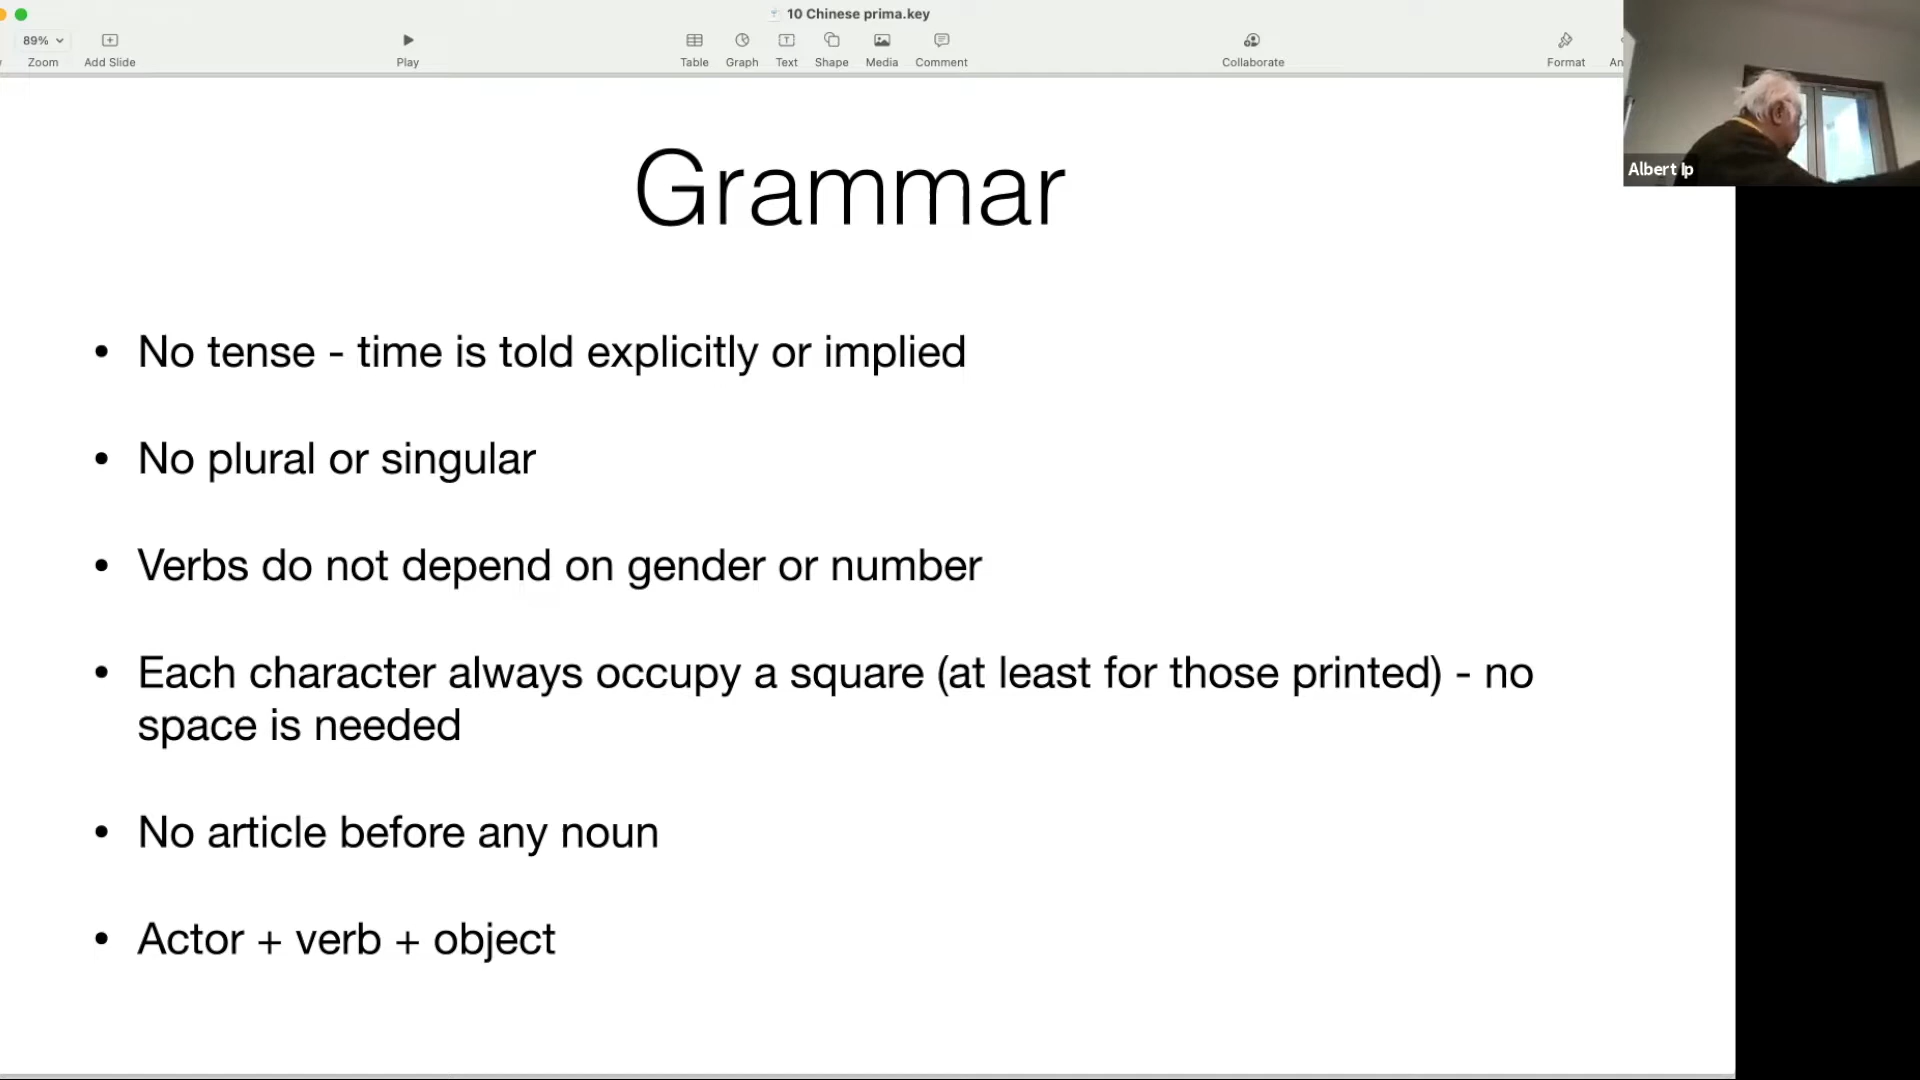 10 Chinese prima.key
89%
Zoom
Add Slide
Play
Table
Graph
Text
Shape
Media
Comment
Collaborate
Format
An
Albert Ip
Grammar
• No tense - time is told explicitly or implied
• No plural or singular
• Verbs do not depend on gender or number
• Each character always occupy a square (at least for those printed) - no
space is needed
• No article before any noun
• Actor + verb + object